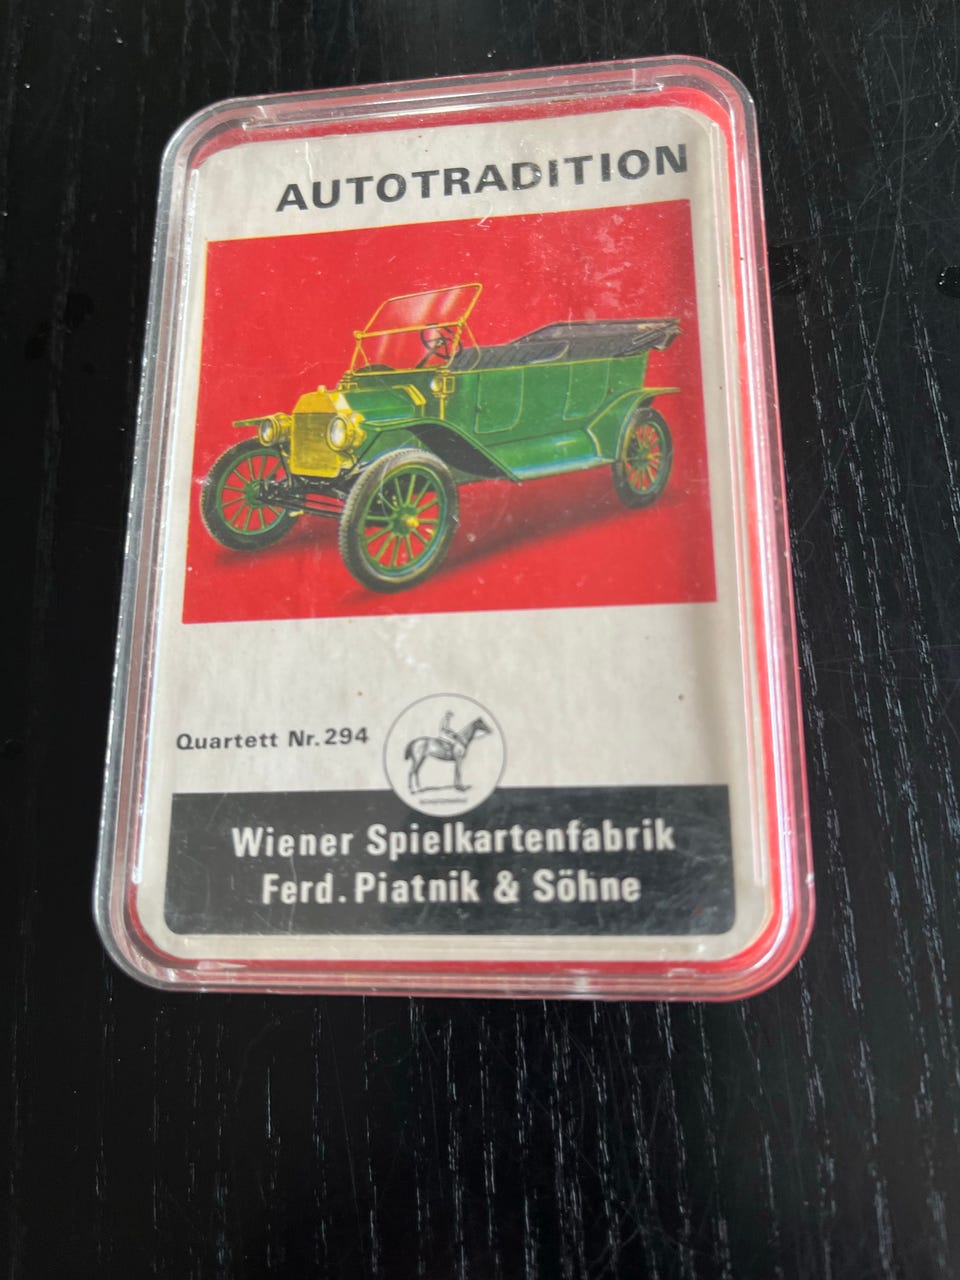 AUTOTRADITION
Quartett Nr. 294
Wiener Spielkartenfabrik
Ferd. Piatnik & Söhne